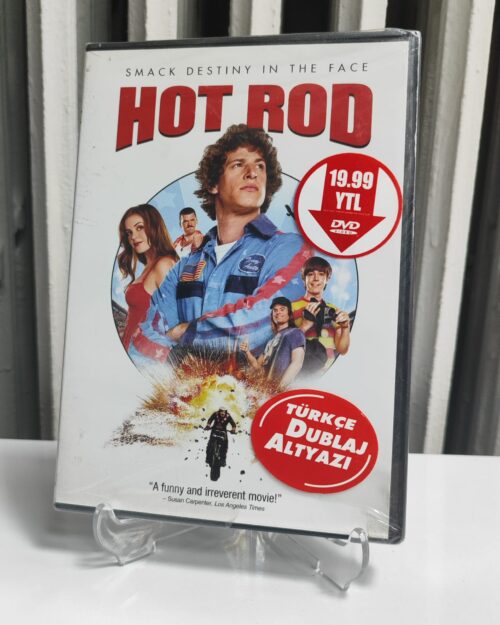 SMACK DESTINY IN THE FACE
HOT ROD
19.99
YTL
DVD
VIDEO
TÜRKÇE
DUBLAJ
ALTYAZI
"A funny and irreverent movie!"
– Susan Carpenter, Los Angeles Times